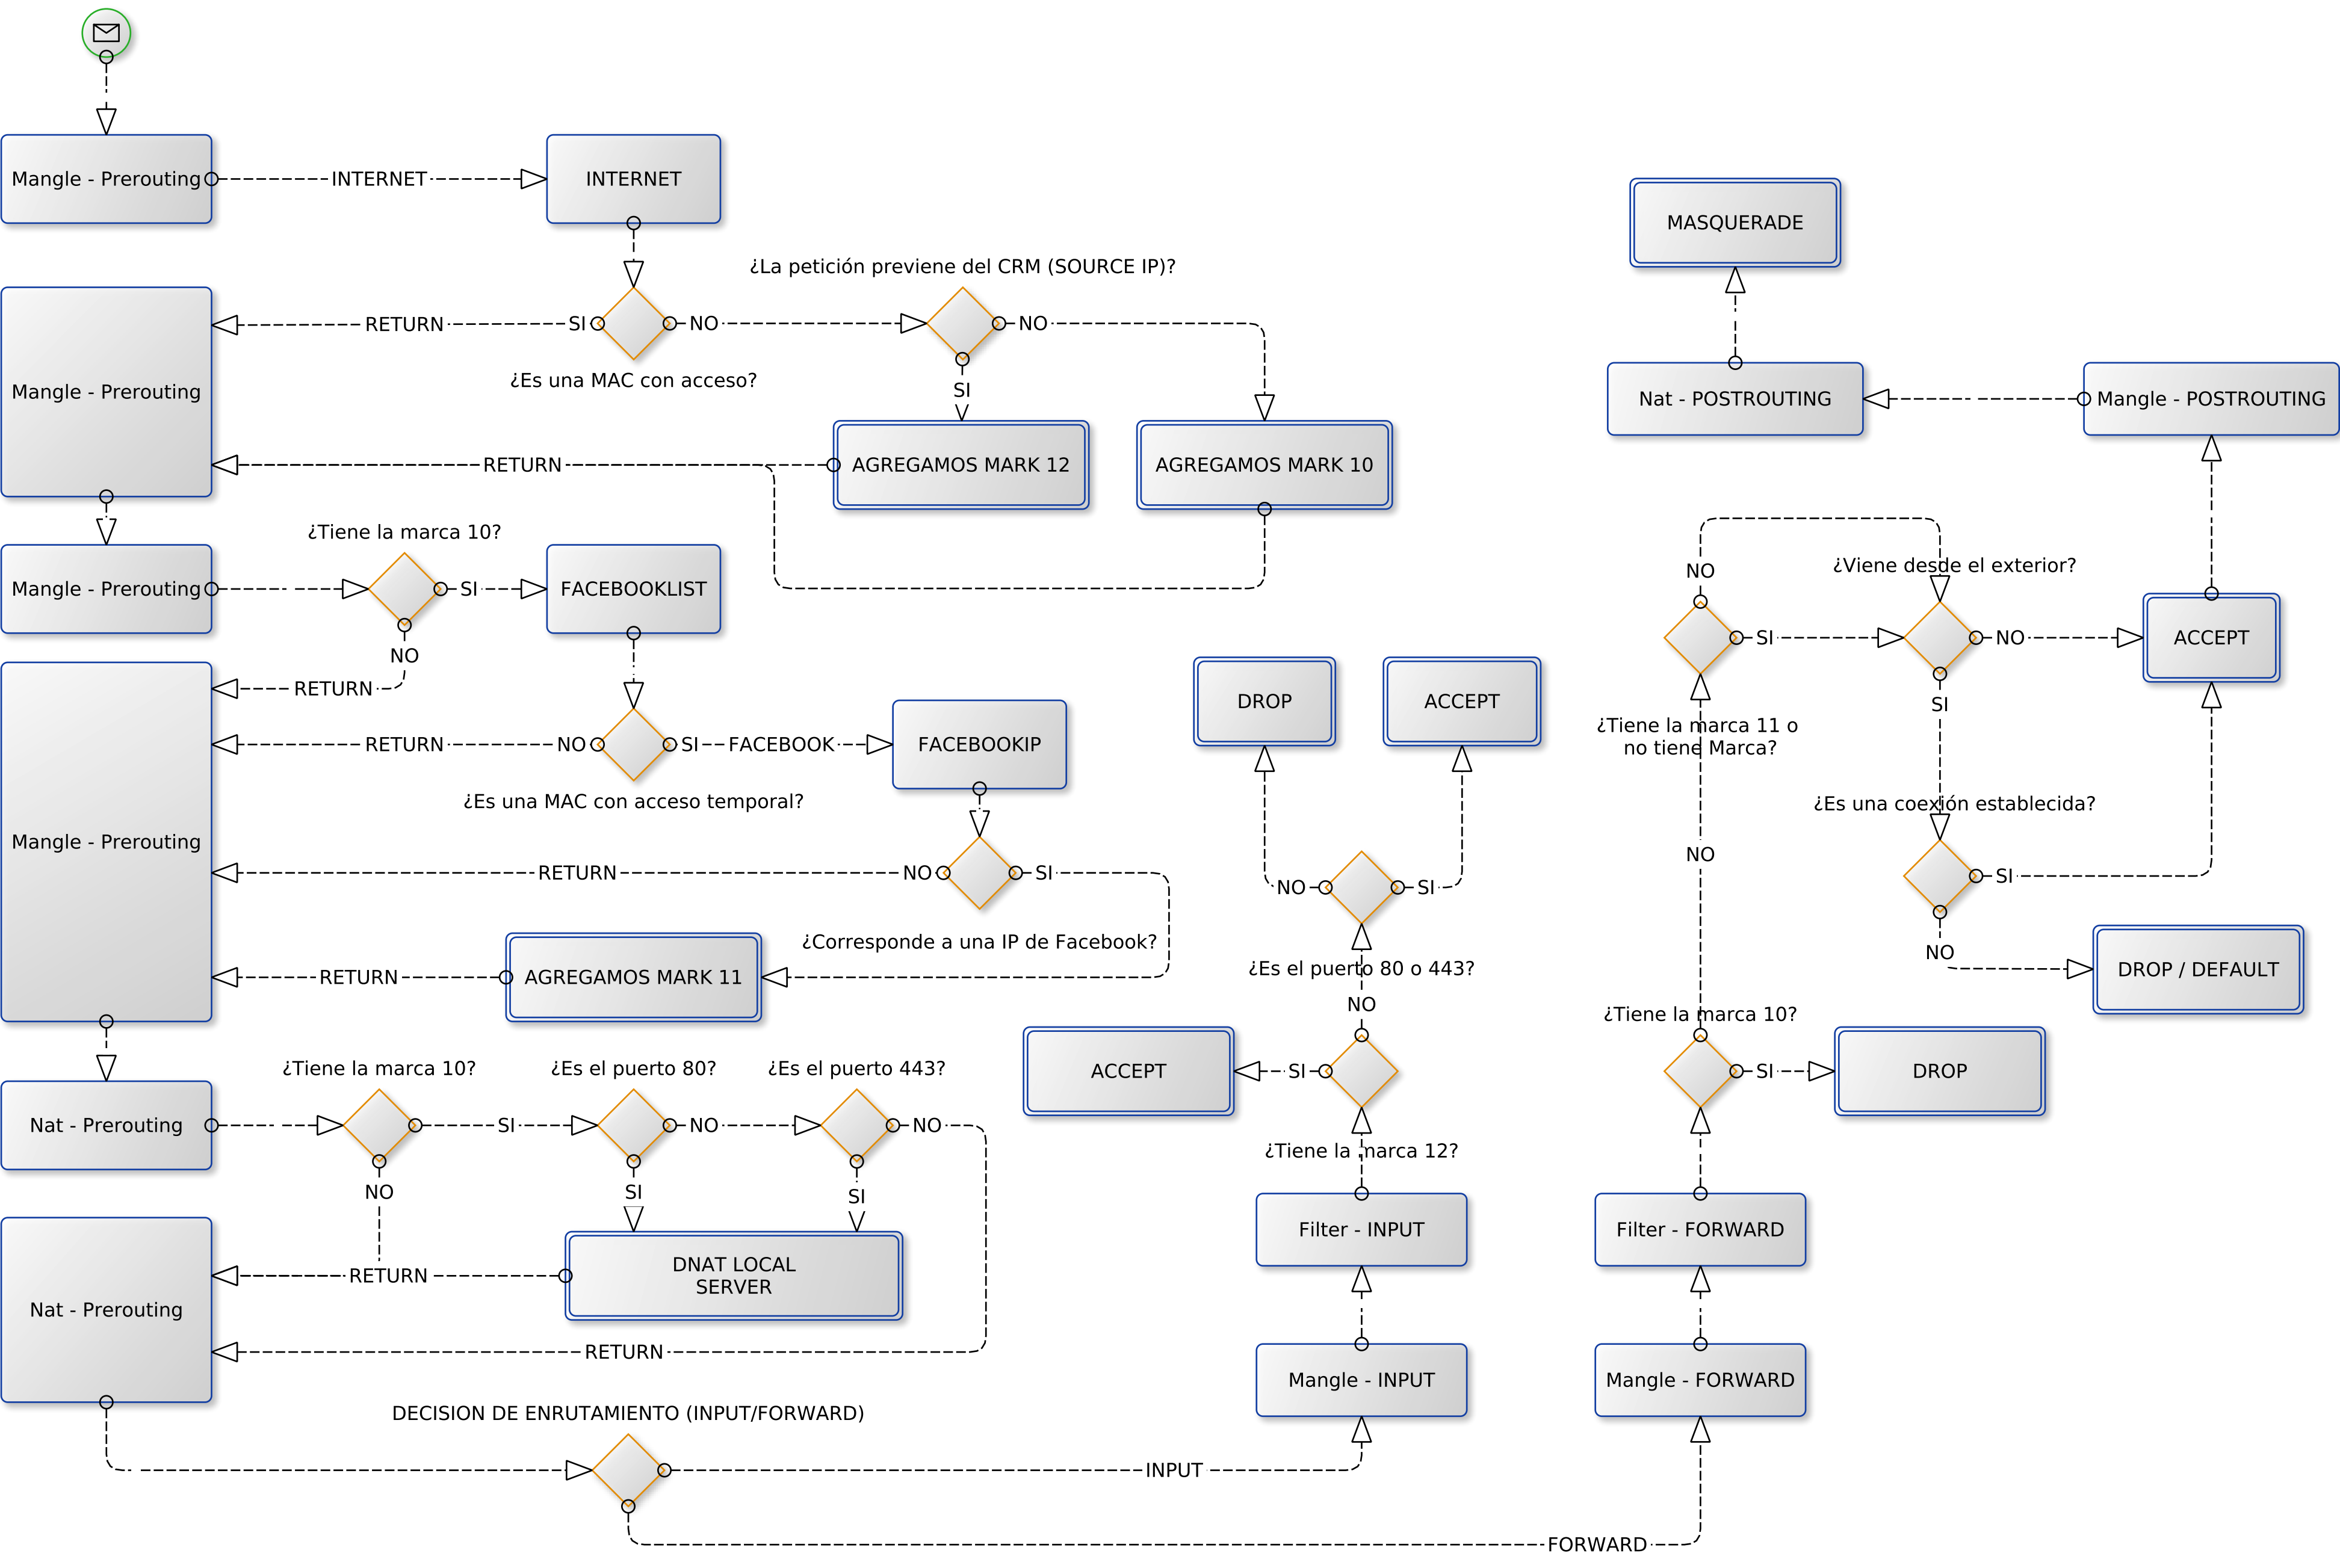 Mangle - Prerouting
INTERNET
INTERNET
MASQUERADE
¿La petición previene del CRM (SOURCE IP)?
Mangle - Prerouting
RETURN
SI
NO
NO
¿Es una MAC con acceso?
SI
Nat - POSTROUTING
Mangle - POSTROUTING
RETURN
AGREGAMOS MARK 12
AGREGAMOS MARK 10
¿Tiene la marca 10?
Mangle - Prerouting
SI
FACEBOOKLIST
NO
RETURN
NO
¿Viene desde el exterior?
SI
NO
ACCEPT
SI
Mangle - Prerouting
RETURN
NO
SI
FACEBOOK
FACEBOOKIP
DROP
ACCEPT
¿Tiene la marca 11 o
no tiene Marca?
¿Es una MAC con acceso temporal?
¿Es una coexión establecida?
RETURN
NO
SI
NO
SI
NO
SI
¿Corresponde a una IP de Facebook?
RETURN
AGREGAMOS MARK 11
¿Es el puerto 80 o 443?
NO
NO
DROP / DEFAULT
¿Tiene la marca 10?
¿Tiene la marca 10?
¿Es el puerto 80?
¿Es el puerto 443?
ACCEPT
SI
SI
DROP
Nat - Prerouting
SI
NO
NO
¿Tiene la marca 12?
NO
SI
SI
Filter - INPUT
Filter - FORWARD
Nat - Prerouting
RETURN
DNAT LOCAL
SERVER
RETURN
Mangle - INPUT
Mangle - FORWARD
DECISION DE ENRUTAMIENTO (INPUT/FORWARD)
INPUT
FORWARD